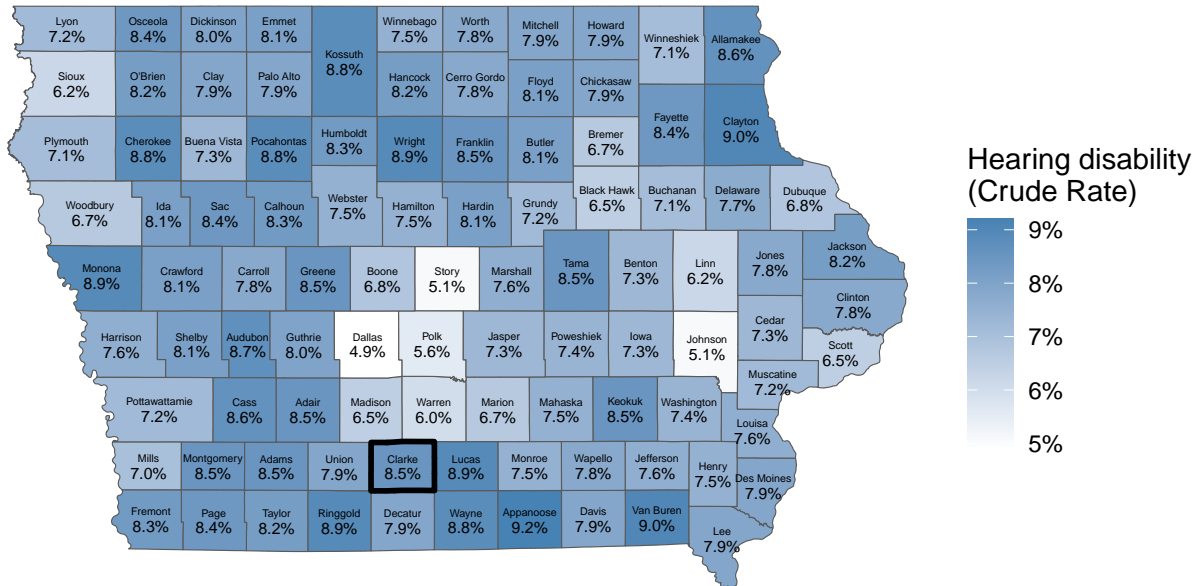 Lyon
7.2%
Osceola
8.4%
Dickinson
8.0%
Emmet
8.1%
Kossuth
8.8%
Winnebago
7.5%
Worth
7.8%
Mitchell
7.9%
Howard
7.9%
Winneshiek
7.1%
Allamakee
8.6%
Sioux
6.2%
O'Brien
8.2%
Clay
7.9%
Palo Alto
7.9%
Hancock
8.2%
Cerro Gordo
7.8%
Floyd
8.1%
Chickasaw
7.9%
Fayette
8.4%
Clayton
9.0%
Plymouth
7.1%
Cherokee
8.8%
Buena Vista
7.3%
Pocahontas
8.8%
Humboldt
8.3%
Wright
8.9%
Franklin
8.5%
Butler
8.1%
Bremer
6.7%
Woodbury
6.7%
Ida
8.1%
Sac
8.4%
Calhoun
8.3%
Webster
7.5%
Hamilton
7.5%
Hardin
8.1%
Grundy
7.2%
Black Hawk
6.5%
Buchanan
7.1%
Delaware
7.7%
Dubuque
6.8%
Monona
8.9%
Crawford
8.1%
Carroll
7.8%
Greene
8.5%
Boone
6.8%
Story
5.1%
Marshall
7.6%
Tama
8.5%
Benton
7.3%
Linn
6.2%
Jones
7.8%
Jackson
8.2%
Clinton
7.8%
Harrison
7.6%
Shelby
8.1%
Audubon
8.7%
Guthrie
8.0%
Dallas
4.9%
Polk
5.6%
Jasper
7.3%
Poweshiek
7.4%
Iowa
7.3%
Johnson
5.1%
Cedar
7.3%
Scott
6.5%
Muscatine
7.2%
Pottawattamie
7.2%
Cass
8.6%
Adair
8.5%
Madison
6.5%
Warren
6.0%
Marion
6.7%
Mahaska
7.5%
Keokuk
8.5%
Washington
7.4%
Louisa
7.6%
Mills
7.0%
Montgomery
8.5%
Adams
8.5%
Union
7.9%
Clarke
8.5%
Lucas
8.9%
Monroe
7.5%
Wapello
7.8%
Jefferson
7.6%
Henry
7.5%
Des Moines
7.9%
Fremont
8.3%
Page
8.4%
Taylor
8.2%
Ringgold
8.9%
Decatur
7.9%
Wayne
8.8%
Appanoose
9.2%
Davis
7.9%
Van Buren
9.0%
Lee
7.9%
Hearing disability
(Crude Rate)
9%
8%
7%
6%
5%